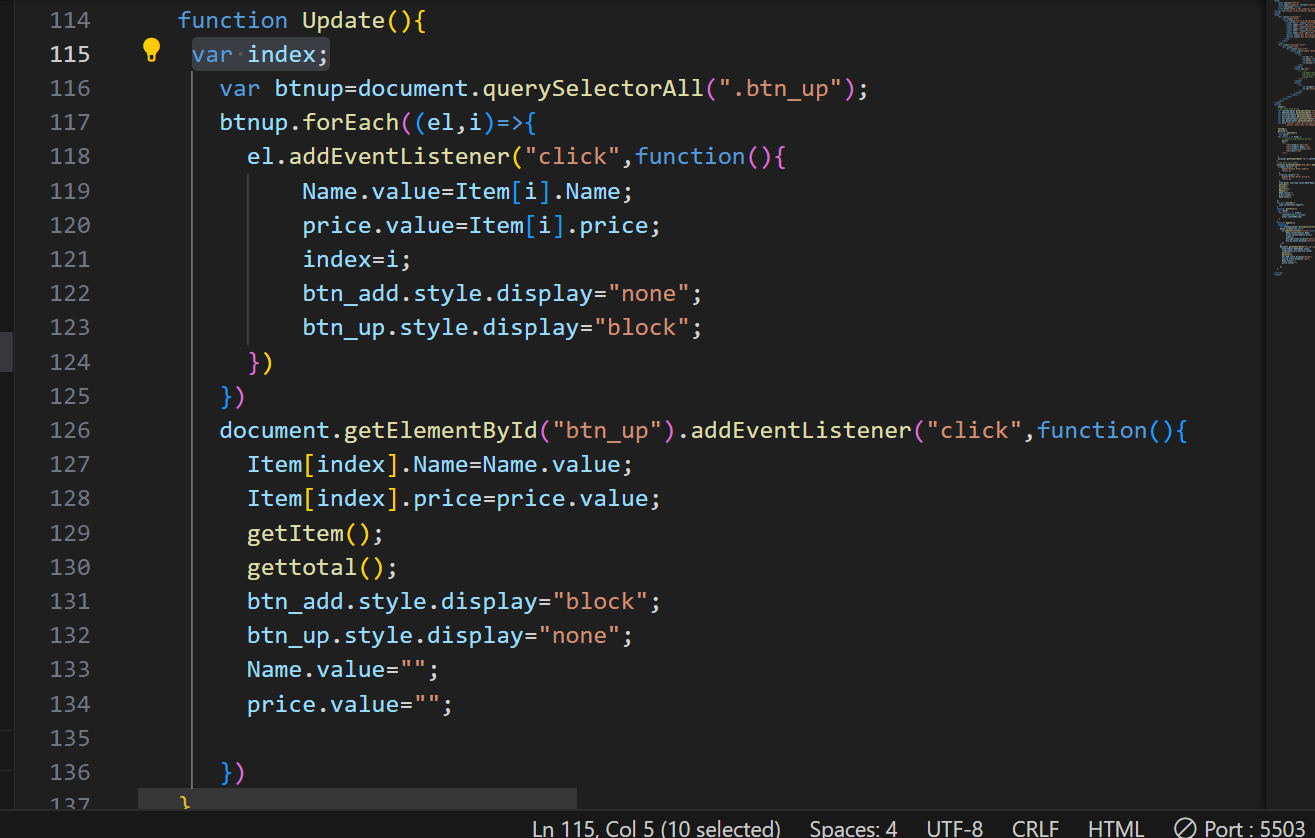 114 function Update(){
115 var index;
116 var btnup=document.querySelectorAll(".btn_up");
117 btnup.forEach((el,i)=>{
118 el.addEventListener("click",function(){
119 Name.value=Item[i].Name;
120 price.value=Item[i].price;
121 index=i;
122 btn_add.style.display="none";
123 btn_up.style.display="block";
124 })
125 })
126 document.getElementById("btn_up").addEventListener("click",function(){
127 Item[index].Name=Name.value;
128 Item[index].price=price.value;
129 getItem();
130 gettotal();
131 btn_add.style.display="block";
132 btn_up.style.display="none";
133 Name.value="";
134 price.value="";
135
136 })
137 }
Ln 115, Col 5 (10 selected) Spaces: 4 UTF-8 CRLF HTML Port : 5503